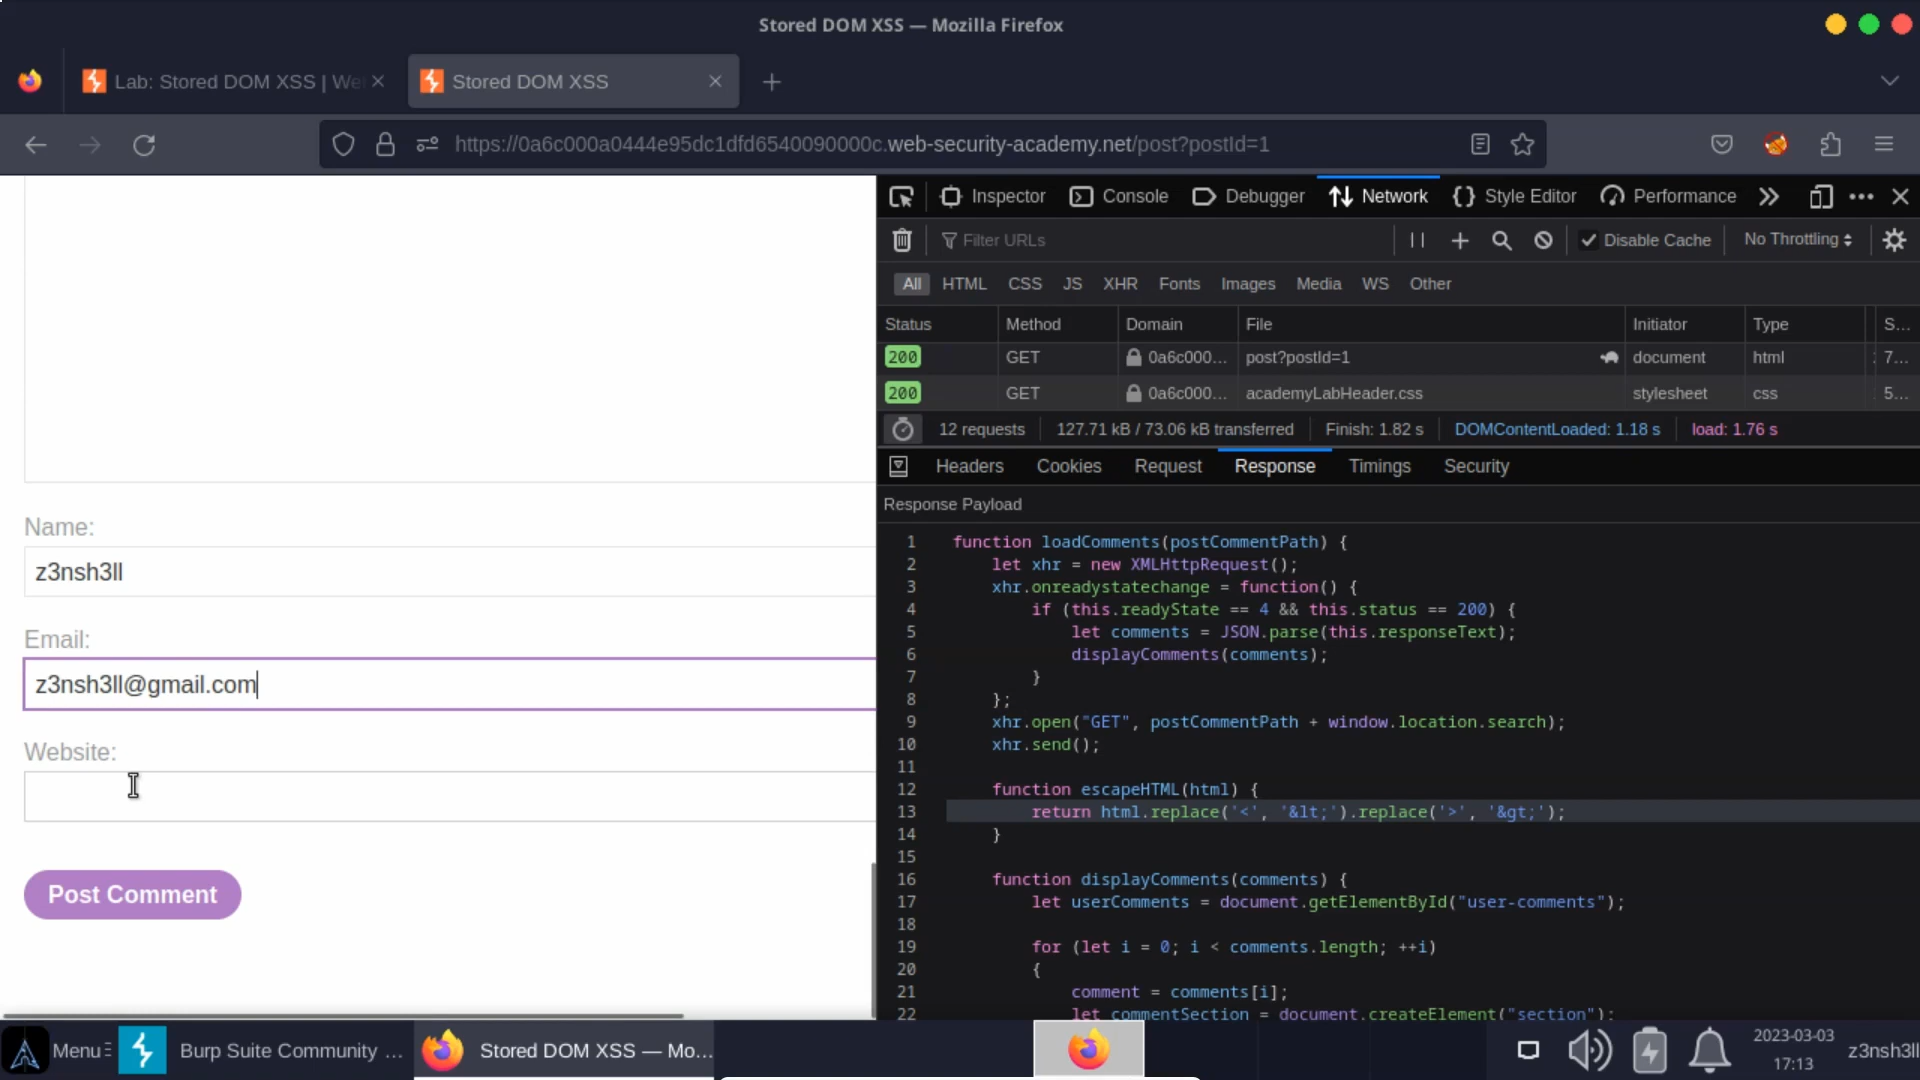 Stored DOM XSS — Mozilla Firefox
Lab: Stored DOM XSS | We
Stored DOM XSS
https://0a6c000a0444e95dc1dfd6540090000c.web-security-academy.net/post?postId=1
Inspector Console Debugger Network Style Editor Performance
Filter URLs
Disable Cache
No Throttling
All HTML CSS JS XHR Fonts Images Media WS Other
Status Method Domain File Initiator Type S...
200 GET 0a6c000... post?postId=1 document html 7...
200 GET 0a6c000... academyLabHeader.css stylesheet css 5...
12 requests 127.71 kB / 73.06 kB transferred Finish: 1.82 s DOMContentLoaded: 1.18 s load: 1.76 s
Headers Cookies Request Response Timings Security
Response Payload
1 function loadComments(postCommentPath) {
2 let xhr = new XMLHttpRequest();
3 xhr.onreadystatechange = function() {
4 if (this.readyState == 4 && this.status == 200) {
5 let comments = JSON.parse(this.responseText);
6 displayComments(comments);
7 }
8 };
9 xhr.open("GET", postCommentPath + window.location.search);
10 xhr.send();
11
12 function escapeHTML(html) {
13 return html.replace('<', '&lt;').replace('>', '&gt;');
14 }
15
16 function displayComments(comments) {
17 let userComments = document.getElementById("user-comments");
18
19 for (let i = 0; i < comments.length; ++i)
20 {
21 comment = comments[i];
22 let commentSection = document.createElement("section");
Name:
z3nsh3ll
Email:
z3nsh3ll@gmail.com
Website:
Post Comment
Menu
Burp Suite Community ...
Stored DOM XSS — Mo...
2023-03-03
17:13
z3nsh3ll